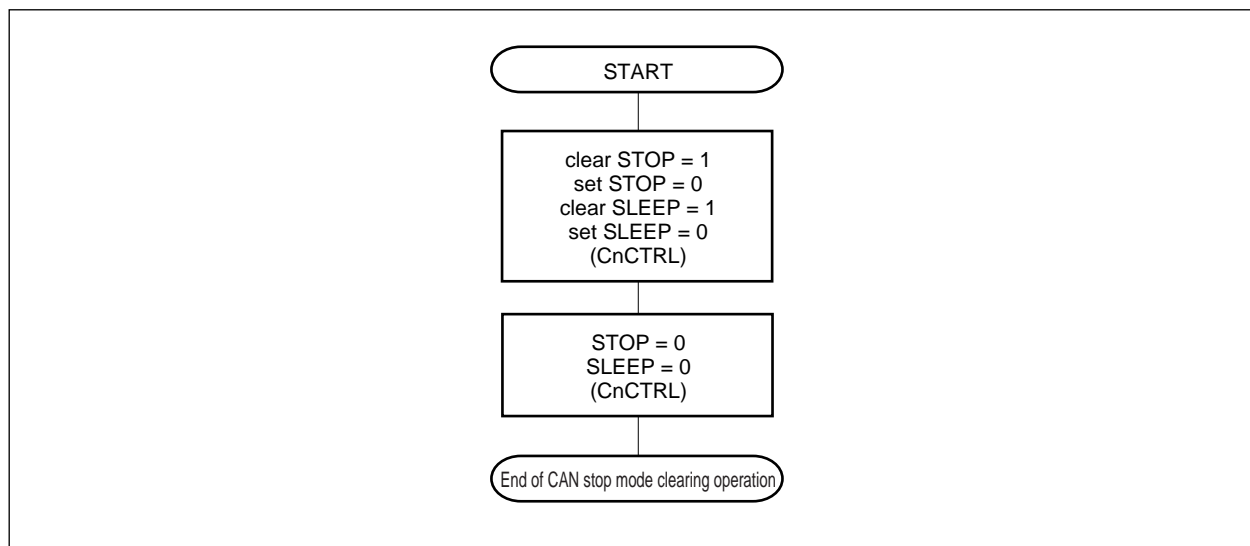 START
clear STOP = 1
set STOP = 0
clear SLEEP = 1
set SLEEP = 0
(CnCTRL)
STOP = 0
SLEEP = 0
(CnCTRL)
End of CAN stop mode clearing operation